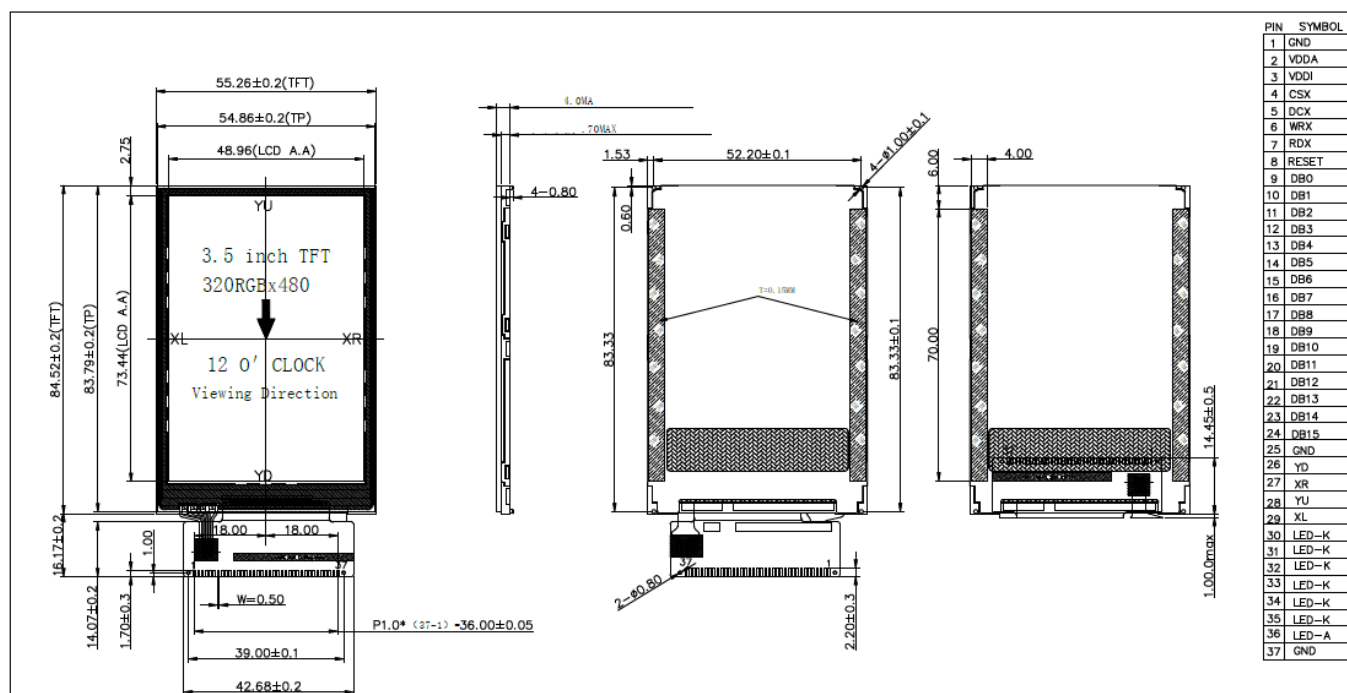 55.26±0.2(TFT)
54.86±0.2(TP)
48.96(LCD A.A)
2.75
YU
3.5 inch TFT
320RGBx480
XL
XR
12 O' CLOCK
Viewing Direction
YD
84.52±0.2(TFT)
83.79±0.2(TP)
73.44(LCD A.A)
16.17±0.2
14.07±0.2
1.70±0.3
1.00
18.00
18.00
1
37
W=0.50
P1.0* (37-1) =36.00±0.05
39.00±0.1
42.68±0.2
4.0MA
.70MAX
4-0.80
1.53
52.20±0.1
4-ø1.00±0.1
0.60
T=0.15MM
83.33
83.33±0.1
37
1
2-ø0.80
2.20±0.3
6.00
4.00
70.00
14.45±0.5
1.00.0max
PIN SYMBOL
1 GND
2 VDDA
3 VDDI
4 CSX
5 DCX
6 WRX
7 RDX
8 RESET
9 DB0
10 DB1
11 DB2
12 DB3
13 DB4
14 DB5
15 DB6
16 DB7
17 DB8
18 DB9
19 DB10
20 DB11
21 DB12
22 DB13
23 DB14
24 DB15
25 GND
26 YD
27 XR
28 YU
29 XL
30 LED-K
31 LED-K
32 LED-K
33 LED-K
34 LED-K
35 LED-K
36 LED-A
37 GND